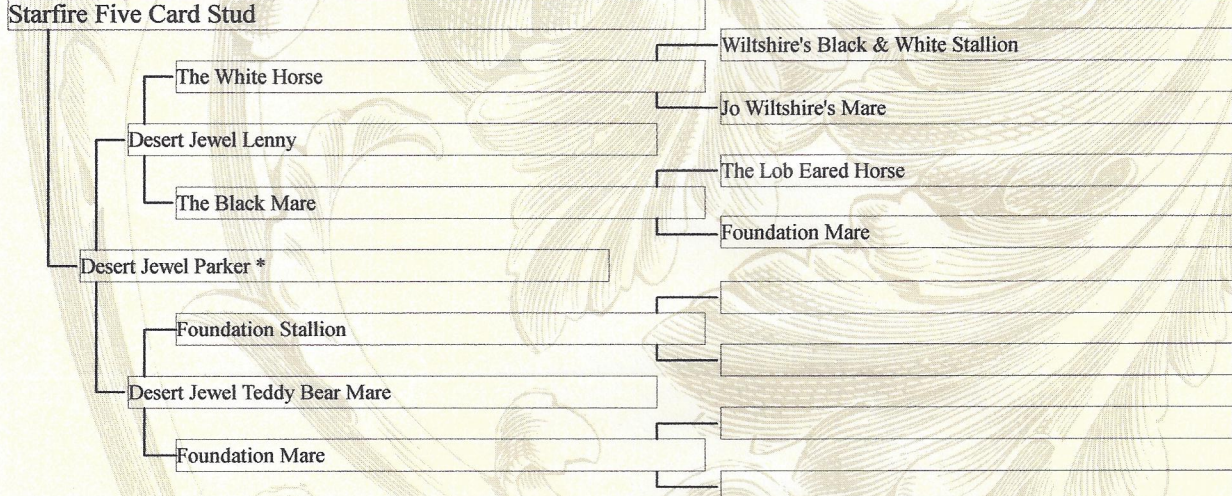 Starfire Five Card Stud
Wiltshire's Black & White Stallion
The White Horse
Jo Wiltshire's Mare
Desert Jewel Lenny
The Lob Eared Horse
The Black Mare
Foundation Mare
Desert Jewel Parker *
Foundation Stallion
Desert Jewel Teddy Bear Mare
Foundation Mare